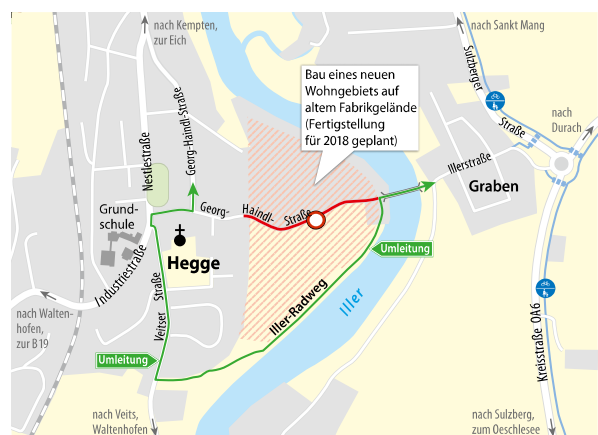 nach Kempten,
zur Eich
nach Sankt Mang
Sulzberger
Straße
nach
Durach
Bau eines neuen
Wohngebiets auf
altem Fabrikgelände
(Fertigstellung
für 2018 geplant)
Nestlestraße
Georg-Haindl-Straße
Illerstraße
Graben
Georg-
Haindl-
Straße
Grund-
schule
Hegge
Industriestraße
Veitser Straße
Umleitung
Iller-Radweg
Iller
Umleitung
Kreisstraße OA6
nach Walten-
hofen,
zur B 19
nach Veits,
Waltenhofen
nach Sulzberg,
zum Oeschlesee